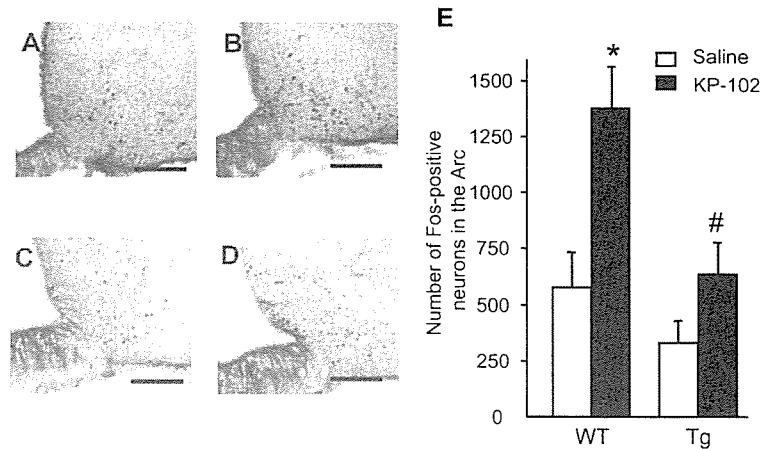 A
B
C
D
E
Number of Fos-positive
neurons in the Arc
1500
1250
1000
750
500
250
0
*
#
Saline
KP-102
WT
Tg